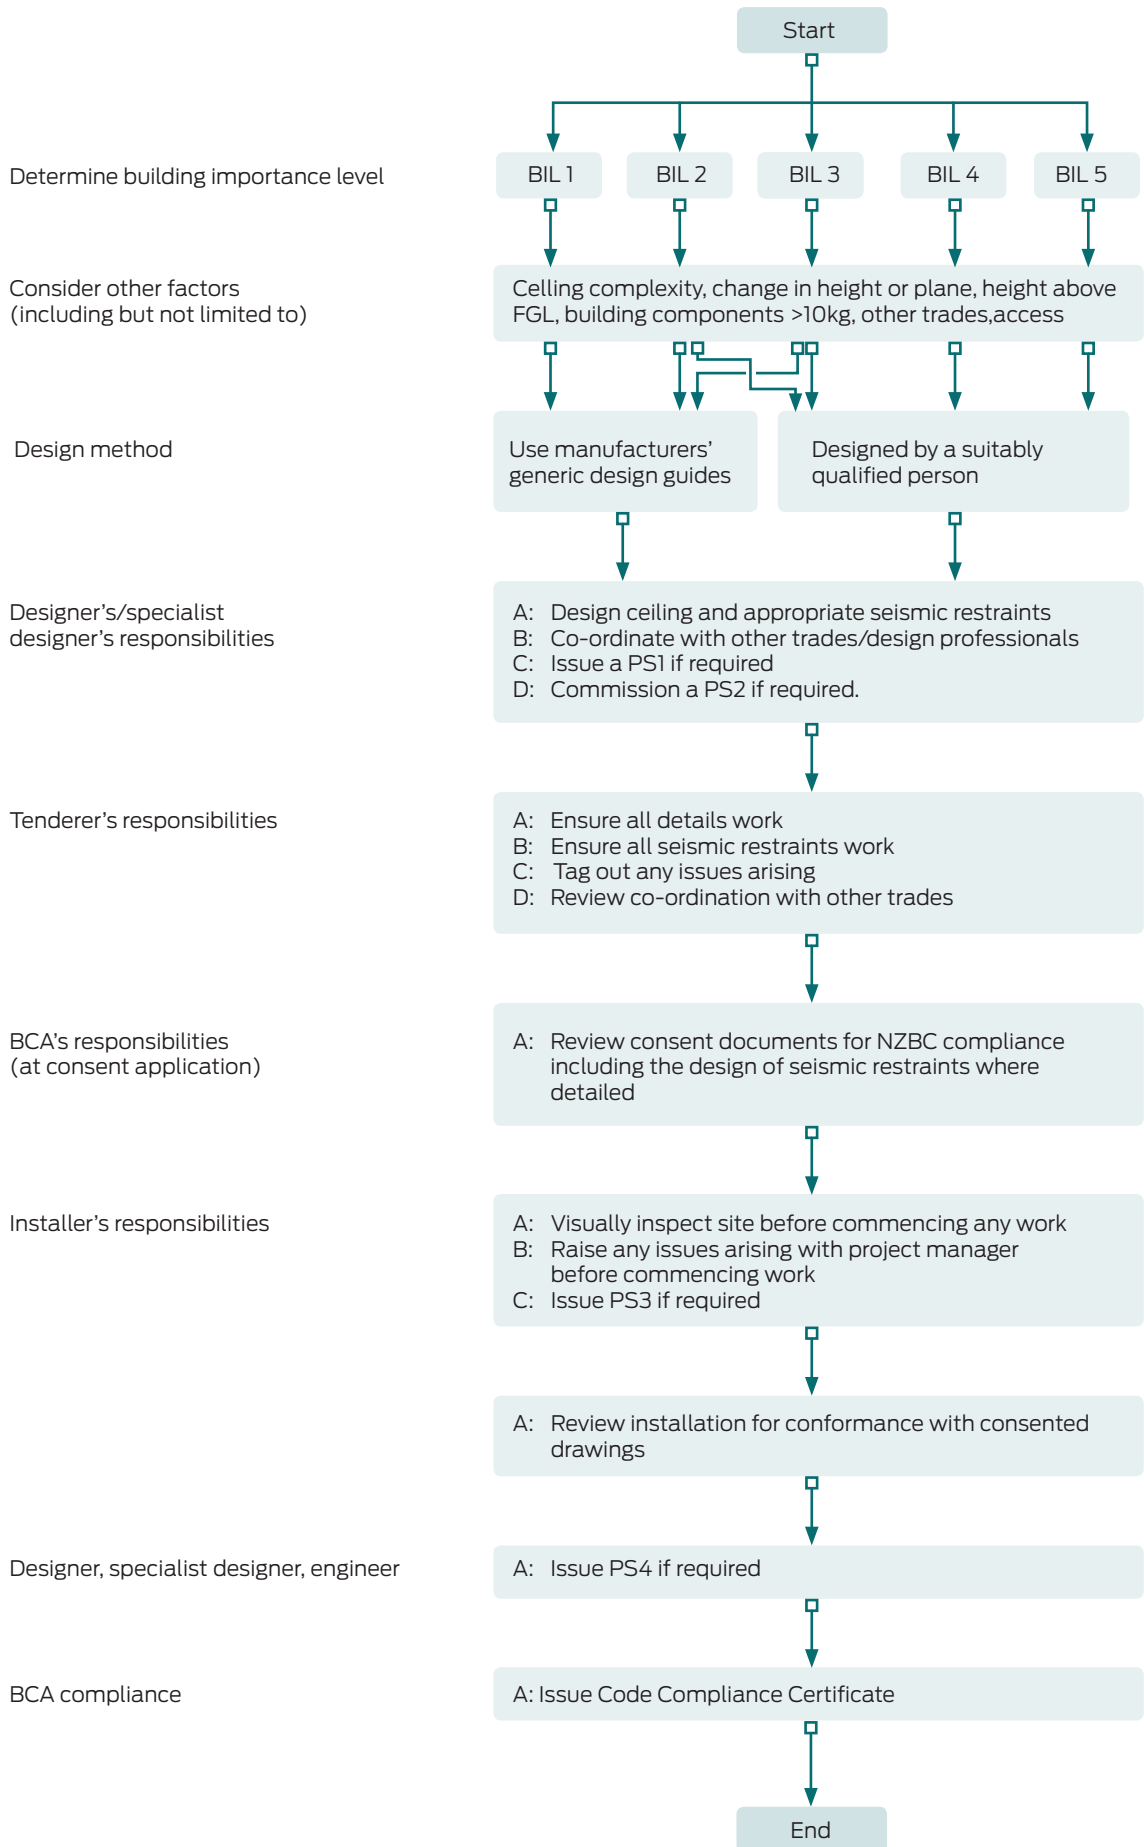 Start
Determine building importance level
BIL 1
BIL 2
BIL 3
BIL 4
BIL 5
Consider other factors
(including but not limited to)
Celling complexity, change in height or plane, height above
FGL, building components >10kg, other trades,access
Design method
Use manufacturers’
generic design guides
Designed by a suitably
qualified person
Designer’s/specialist
designer’s responsibilities
A: Design ceiling and appropriate seismic restraints
B: Co-ordinate with other trades/design professionals
C: Issue a PS1 if required
D: Commission a PS2 if required.
Tenderer’s responsibilities
A: Ensure all details work
B: Ensure all seismic restraints work
C: Tag out any issues arising
D: Review co-ordination with other trades
BCA’s responsibilities
(at consent application)
A: Review consent documents for NZBC compliance
including the design of seismic restraints where
detailed
Installer’s responsibilities
A: Visually inspect site before commencing any work
B: Raise any issues arising with project manager
before commencing work
C: Issue PS3 if required
A: Review installation for conformance with consented
drawings
Designer, specialist designer, engineer
A: Issue PS4 if required
BCA compliance
A: Issue Code Compliance Certificate
End